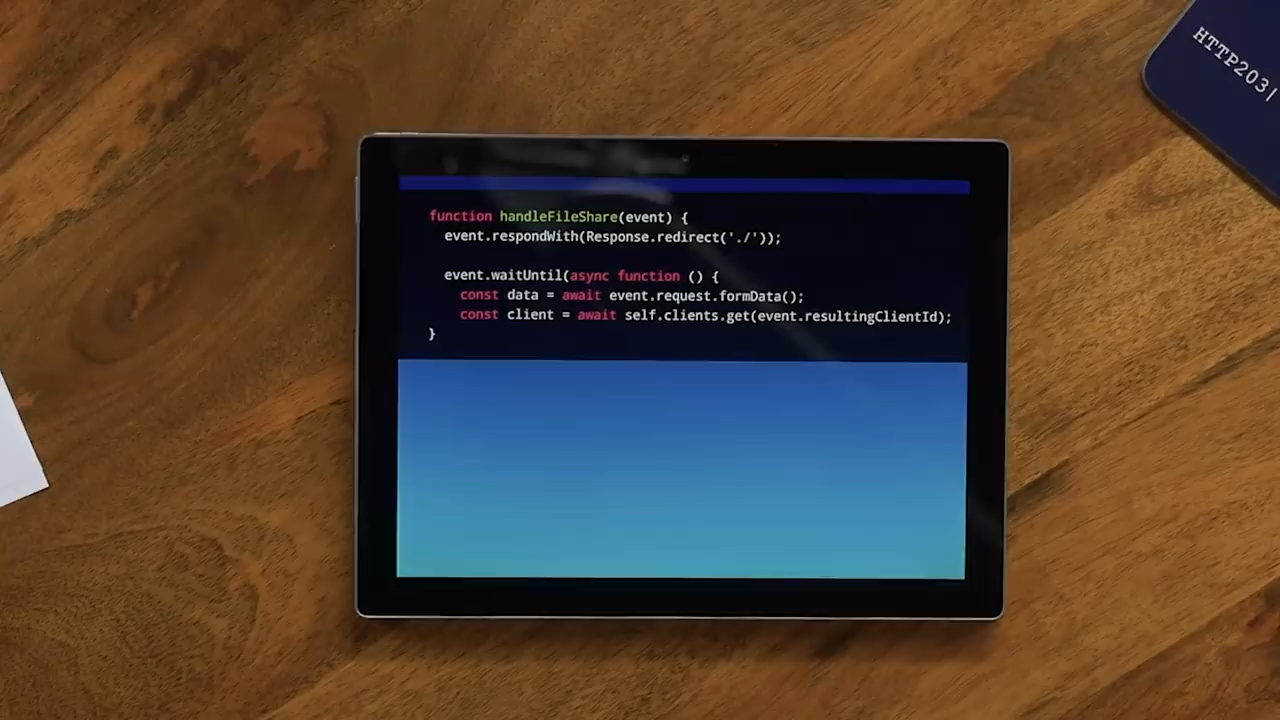 HTTP203|
function handleFileShare(event) {
  event.respondWith(Response.redirect('./'));

  event.waitUntil(async function () {
    const data = await event.request.formData();
    const client = await self.clients.get(event.resultingClientId);
}